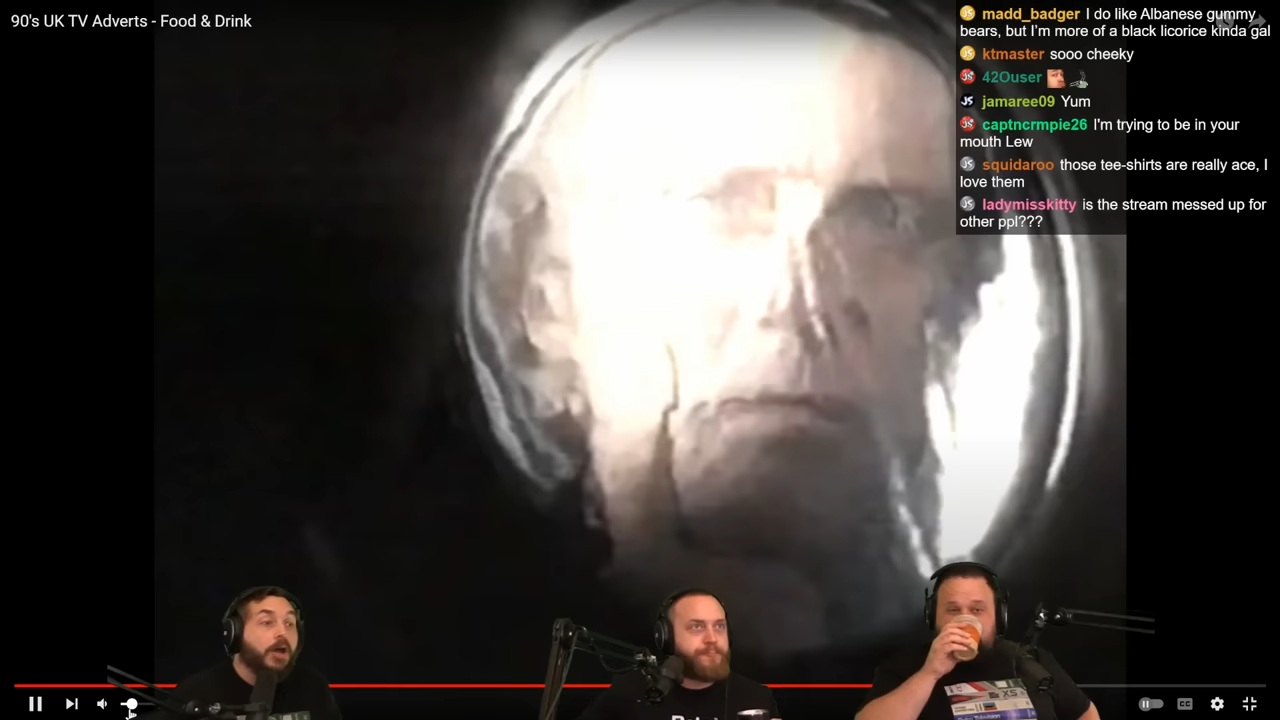 90's UK TV Adverts - Food & Drink
madd_badger I do like Albanese gummy
bears, but I'm more of a black licorice kinda gal
ktmaster sooo cheeky
42Ouser
jamaree09 Yum
captncrmpie26 I'm trying to be in your
mouth Lew
squidaroo those tee-shirts are really ace, I
love them
ladymisskitty is the stream messed up for
other ppl???